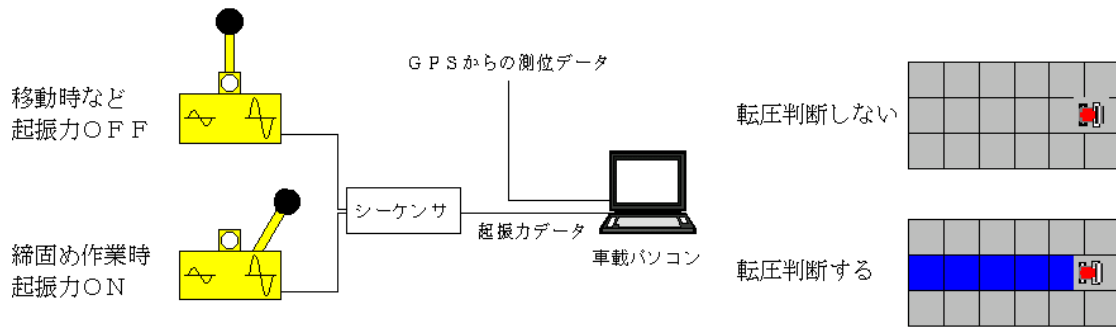 ＧＰＳからの測位データ
移動時など
起振力ＯＦＦ
転圧判断しない
シーケンサ
起振力データ
車載パソコン
締固め作業時
起振力ＯＮ
転圧判断する